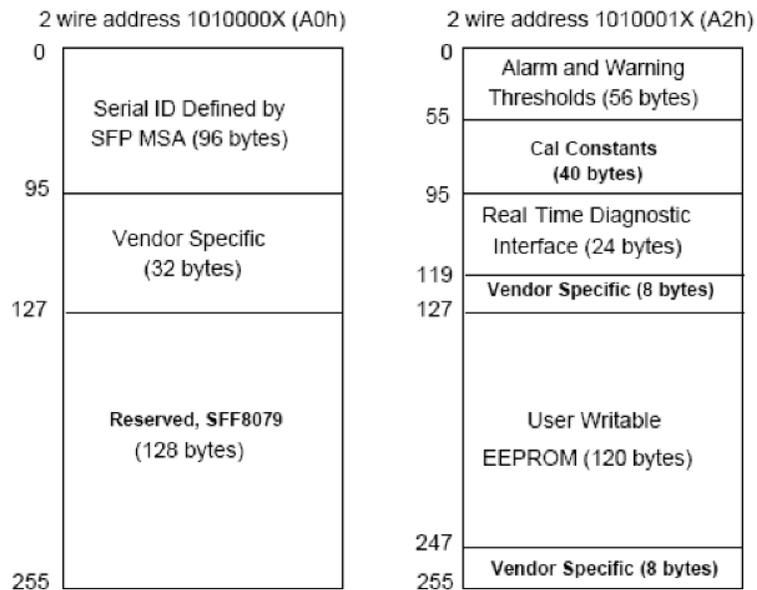 2 wire address 1010000X (A0h)
0
Serial ID Defined by
SFP MSA (96 bytes)
95
Vendor Specific
(32 bytes)
127
Reserved, SFF8079
(128 bytes)
255
2 wire address 1010001X (A2h)
0
Alarm and Warning
Thresholds (56 bytes)
55
Cal Constants
(40 bytes)
95
Real Time Diagnostic
Interface (24 bytes)
119
Vendor Specific (8 bytes)
127
User Writable
EEPROM (120 bytes)
247
Vendor Specific (8 bytes)
255